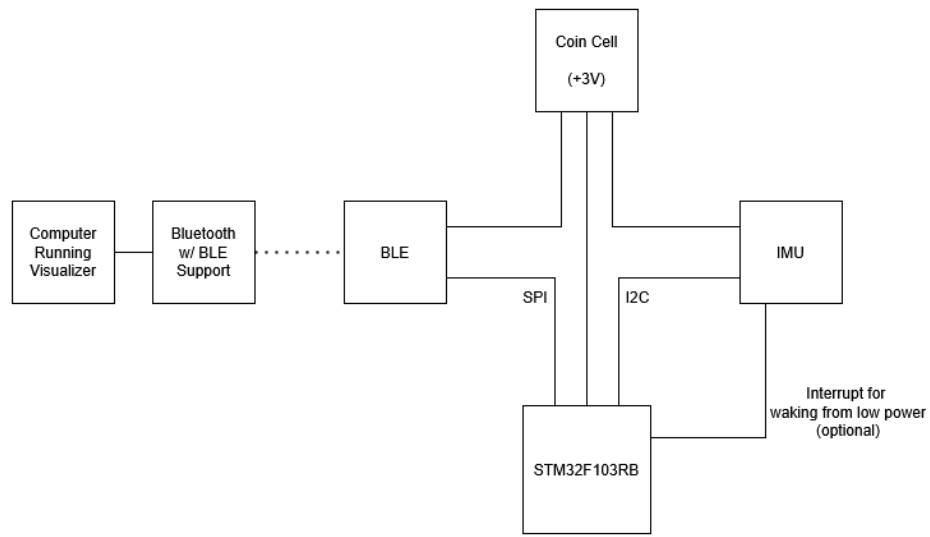 Coin Cell
(+3V)
Computer
Running
Visualizer
Bluetooth
w/ BLE
Support
BLE
IMU
SPI
I2C
Interrupt for
waking from low power
(optional)
STM32F103RB